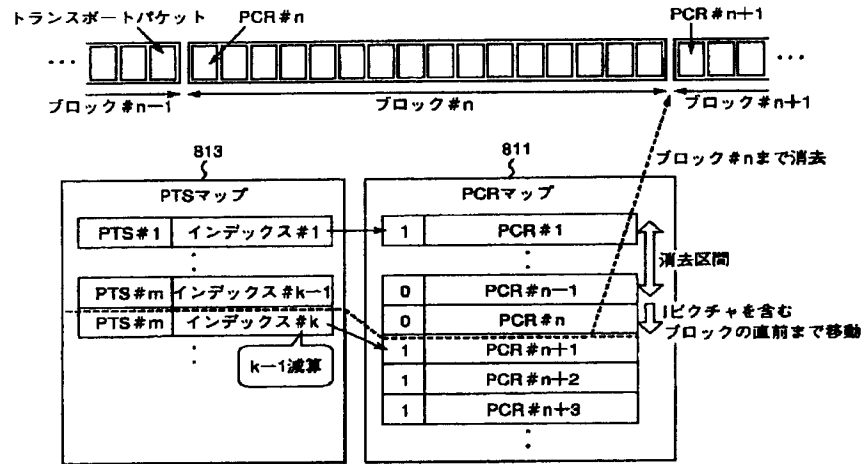 トランスポートパケット
PCR#n
PCR#n+1
...
...
ブロック#n−1
ブロック#n
ブロック#n+1
813
811
ブロック#nまで消去
PTSマップ
PCRマップ
PTS#1 インデックス#1
1 PCR#1
消去区間
PTS#m インデックス#k−1
0 PCR#n−1
PTS#m インデックス#k
0 PCR#n
Iピクチャを含む
ブロックの直前まで移動
k−1減算
1 PCR#n+1
1 PCR#n+2
1 PCR#n+3